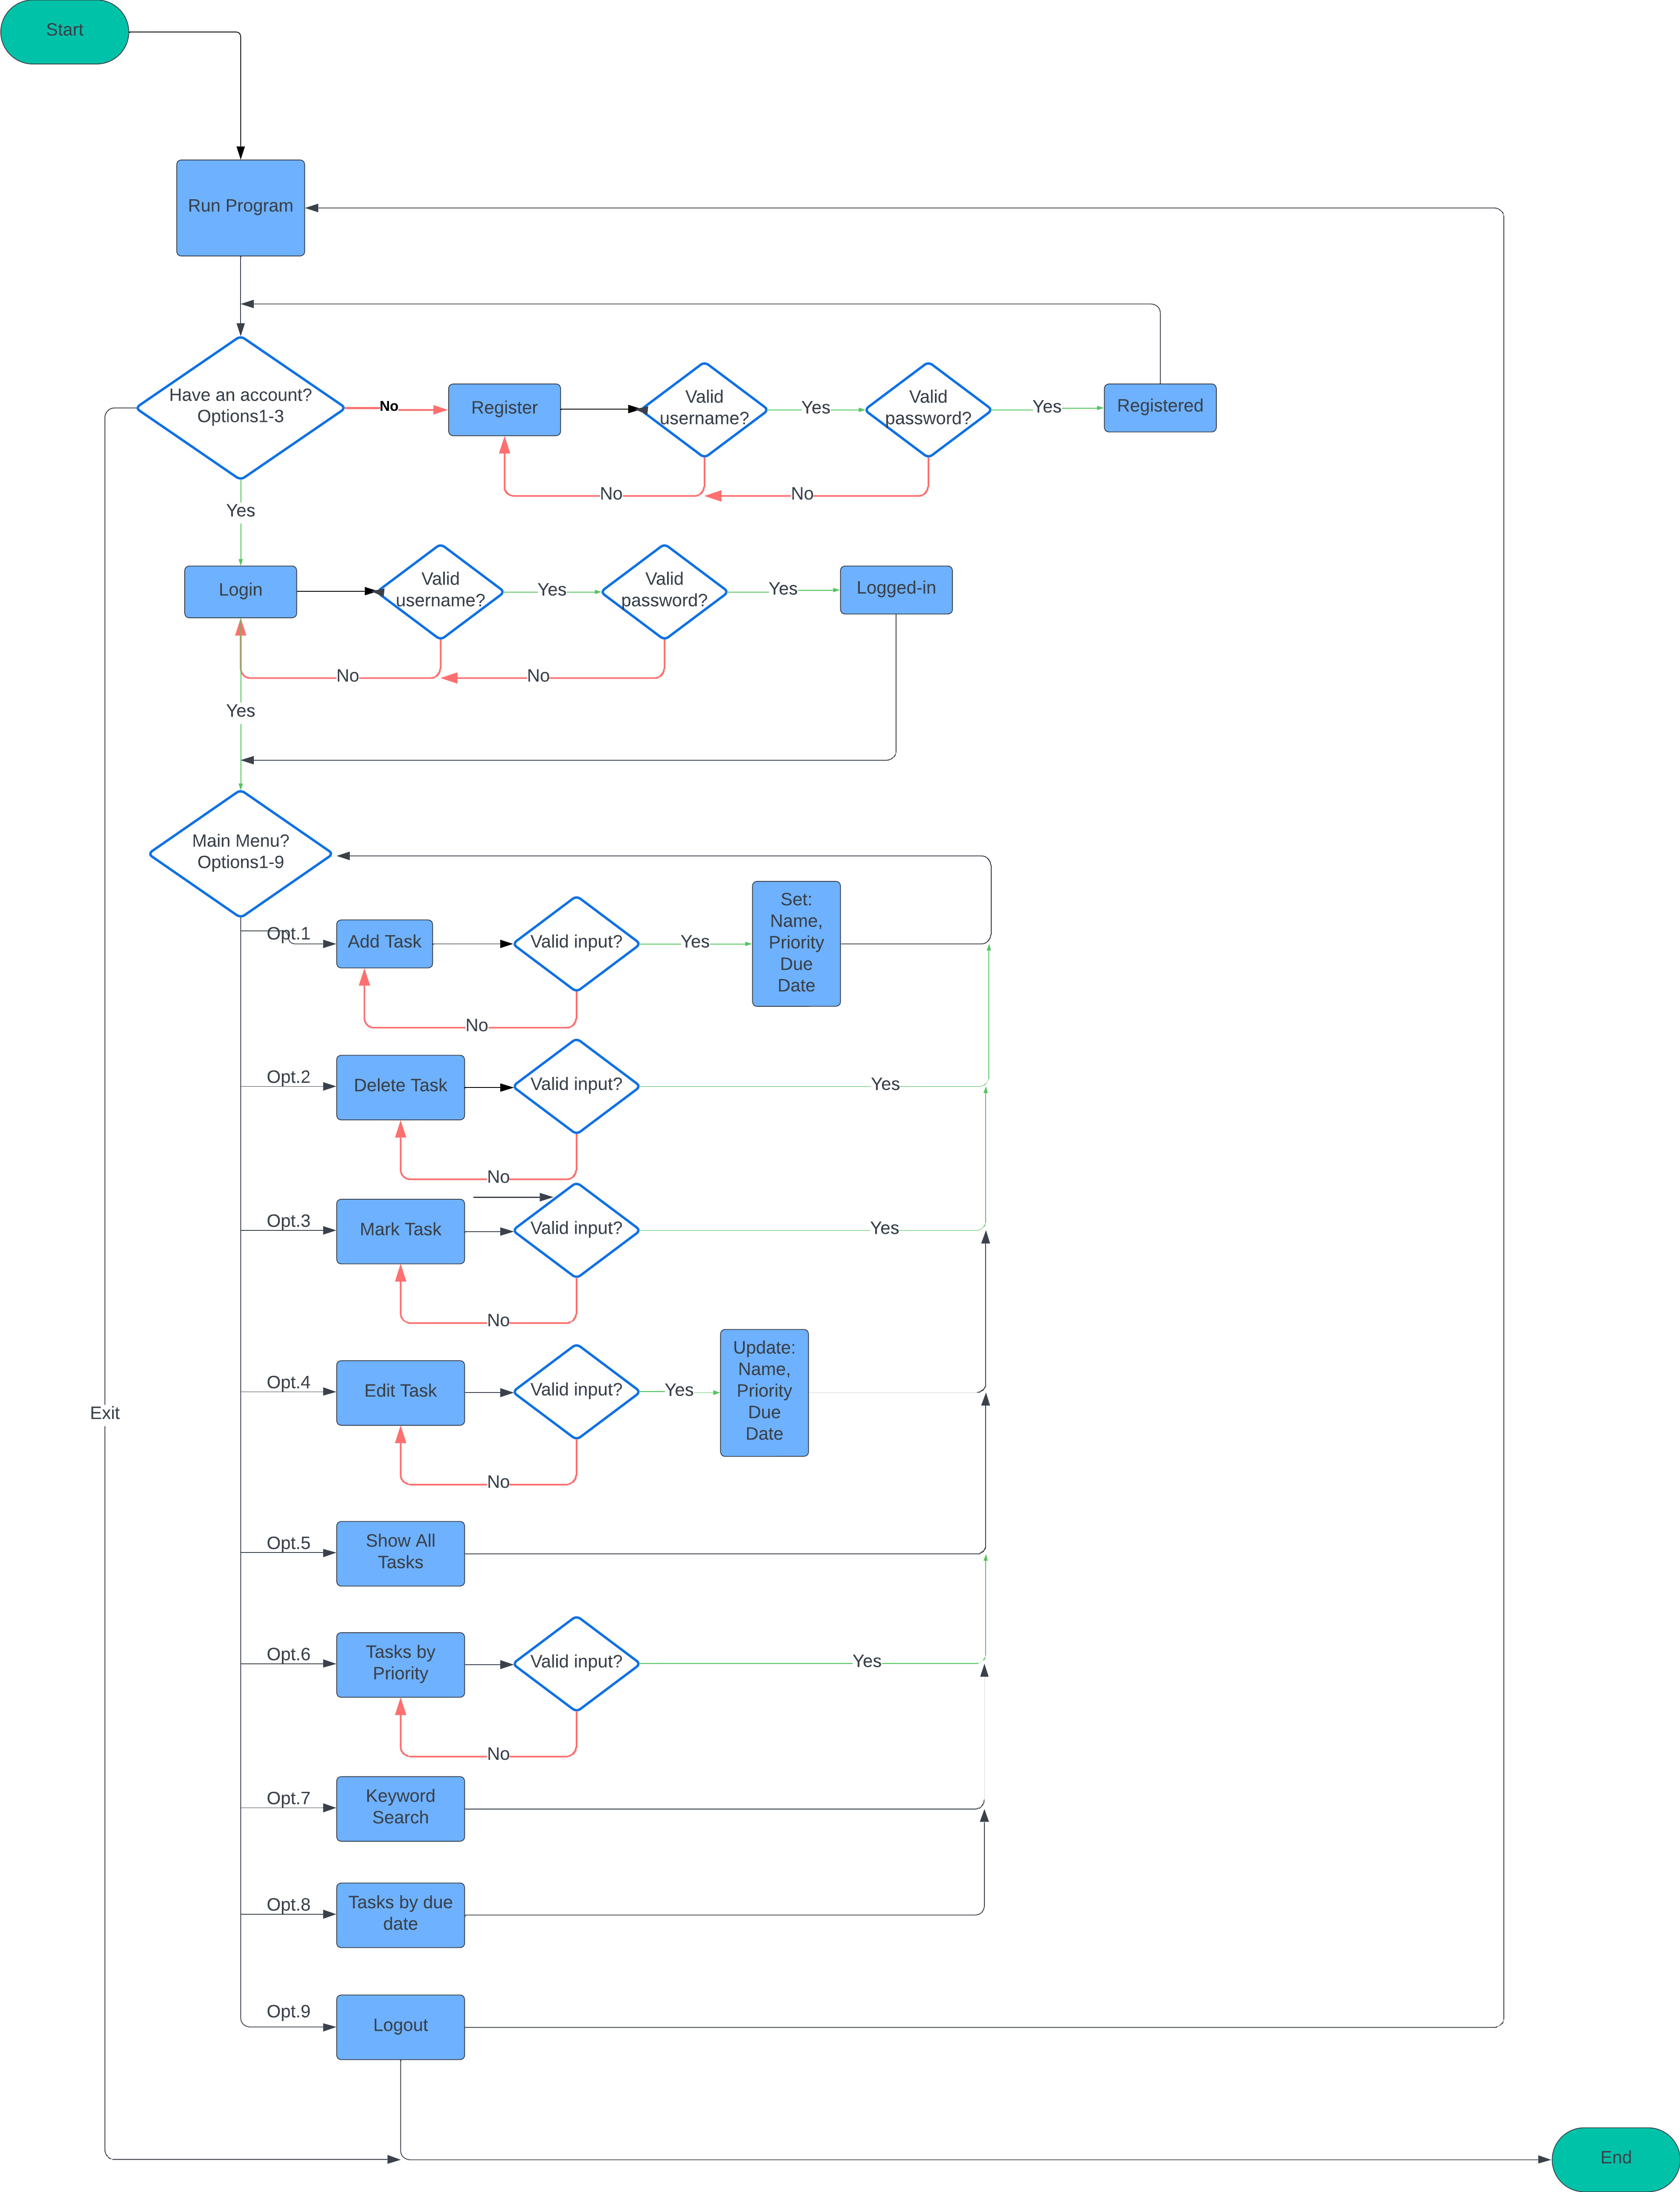 Start
Run Program
Have an account?
Options1-3
No
Register
Valid
username?
Yes
Valid
password?
Yes
Registered
No
No
Yes
Login
Valid
username?
Yes
Valid
password?
Yes
Logged-in
No
No
Yes
Main Menu?
Options1-9
Opt.1
Add Task
Valid input?
Yes
Set:
Name,
Priority
Due
Date
No
Opt.2
Delete Task
Valid input?
Yes
No
Opt.3
Mark Task
Valid input?
Yes
No
Opt.4
Edit Task
Valid input?
Yes
Update:
Name,
Priority
Due
Date
No
Exit
Opt.5
Show All
Tasks
Opt.6
Tasks by
Priority
Valid input?
Yes
No
Opt.7
Keyword
Search
Opt.8
Tasks by due
date
Opt.9
Logout
End